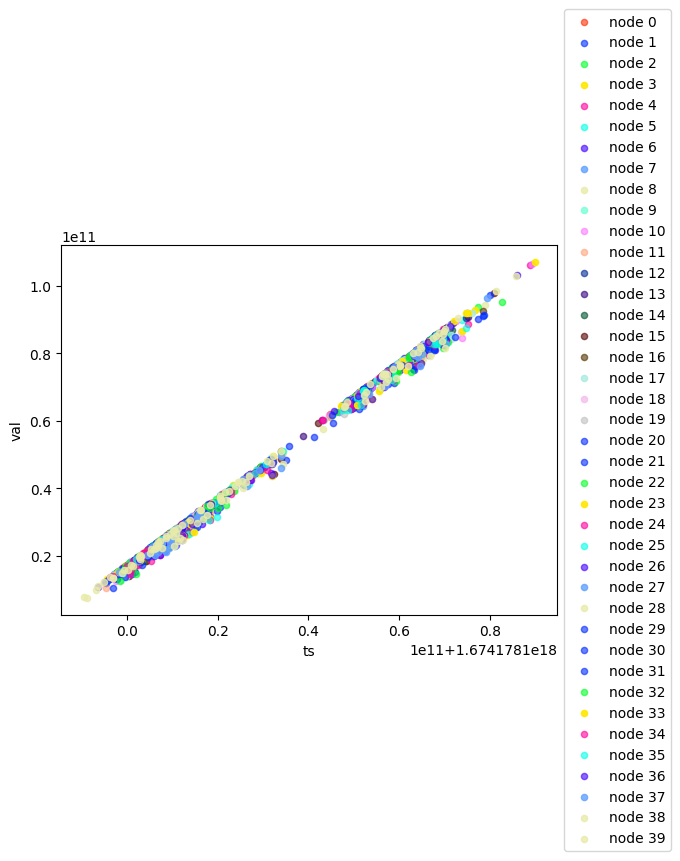 1e11
val
1.0
0.8
0.6
0.4
0.2
0.0 0.2 0.4 0.6 0.8
ts
1e11+1.6741781e18
node 0
node 1
node 2
node 3
node 4
node 5
node 6
node 7
node 8
node 9
node 10
node 11
node 12
node 13
node 14
node 15
node 16
node 17
node 18
node 19
node 20
node 21
node 22
node 23
node 24
node 25
node 26
node 27
node 28
node 29
node 30
node 31
node 32
node 33
node 34
node 35
node 36
node 37
node 38
node 39